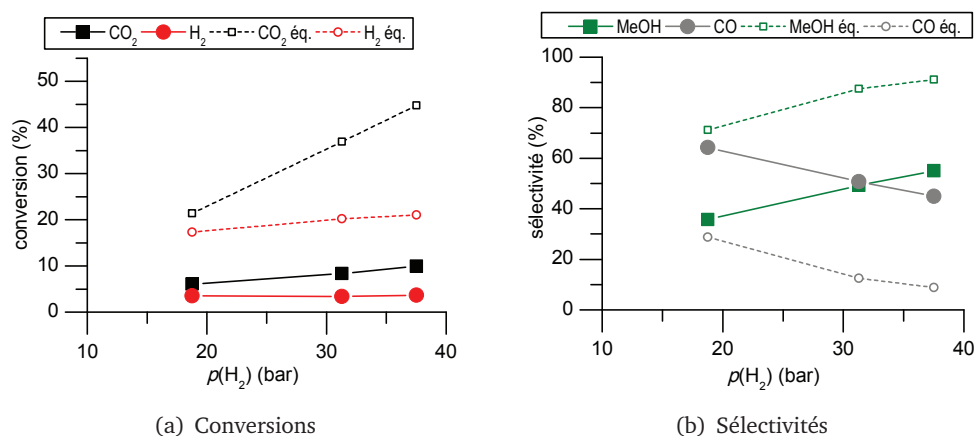 CO₂ H₂ CO₂ éq. H₂ éq.
50
40
30
20
10
0
conversion (%)
10 20 30 40
p(H₂) (bar)
(a) Conversions
MeOH CO MeOH éq. CO éq.
100
80
60
40
20
0
sélectivité (%)
10 20 30 40
p(H₂) (bar)
(b) Sélectivités